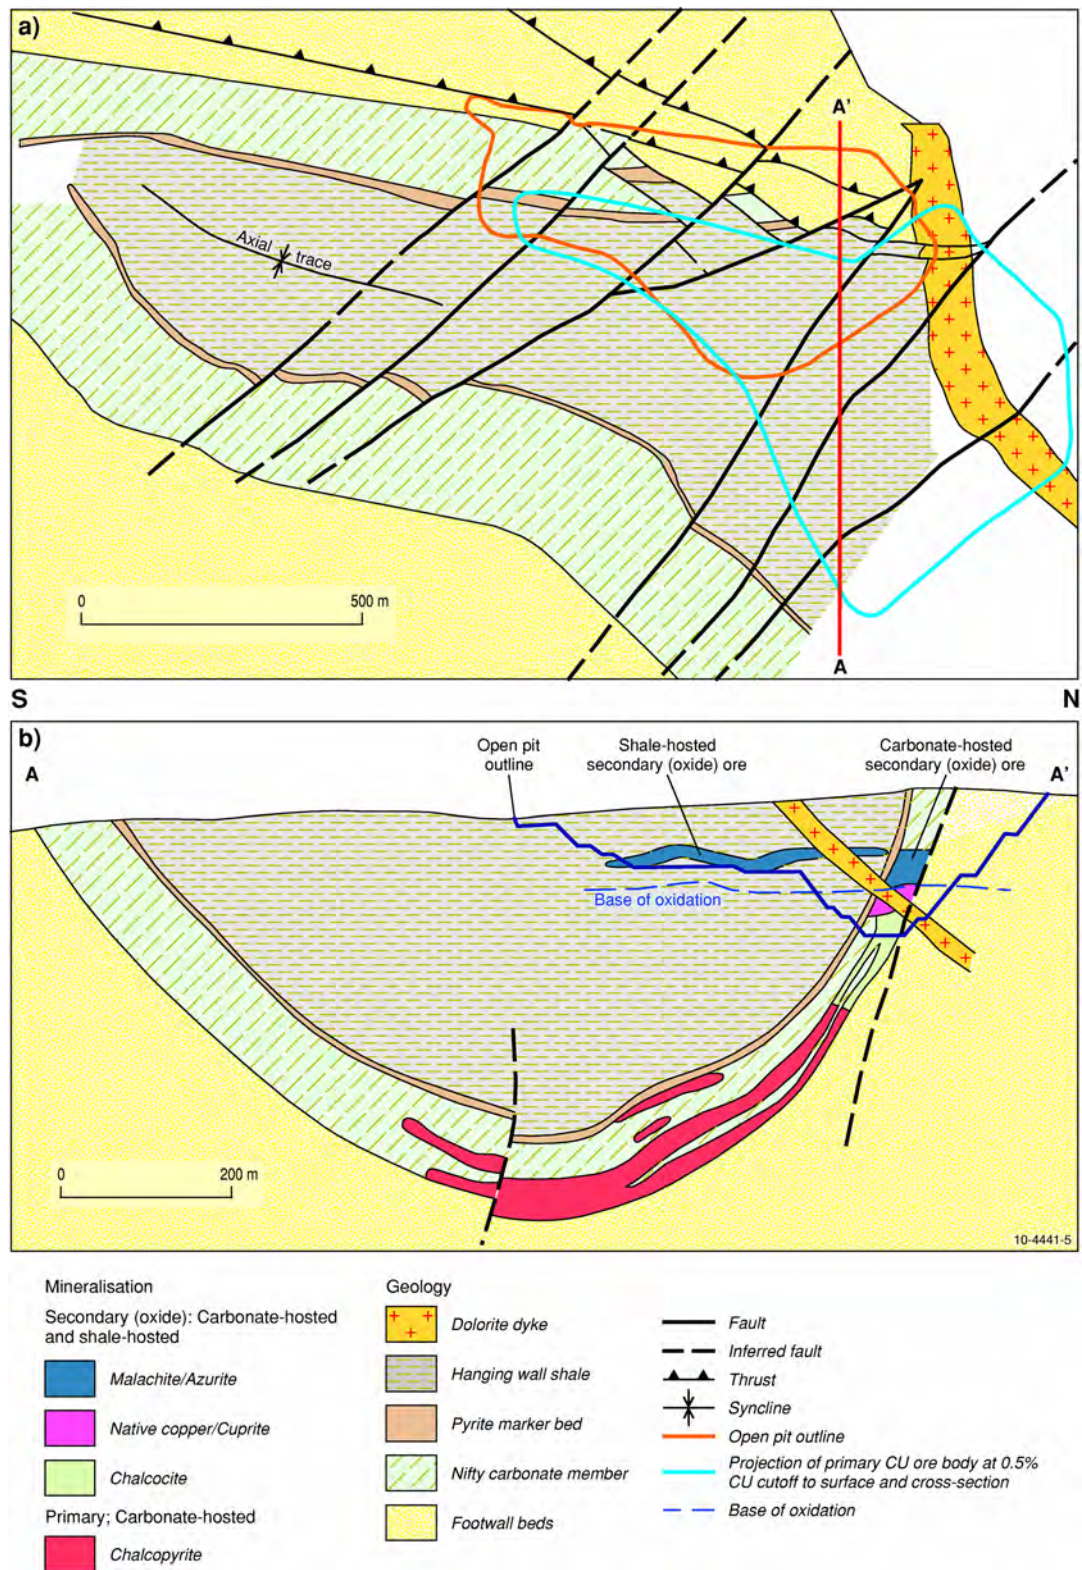 a)
A'
Axial
trace
0 500 m
A
S N
b)
A
Open pit
outline
Shale-hosted
secondary (oxide) ore
Carbonate-hosted
secondary (oxide) ore
A'
Base of oxidation
0 200 m
10-4441-5
Mineralisation
Secondary (oxide): Carbonate-hosted
and shale-hosted
Malachite/Azurite
Native copper/Cuprite
Chalcocite
Primary; Carbonate-hosted
Chalcopyrite
Geology
Dolorite dyke
Hanging wall shale
Pyrite marker bed
Nifty carbonate member
Footwall beds
Fault
Inferred fault
Thrust
Syncline
Open pit outline
Projection of primary CU ore body at 0.5%
CU cutoff to surface and cross-section
Base of oxidation